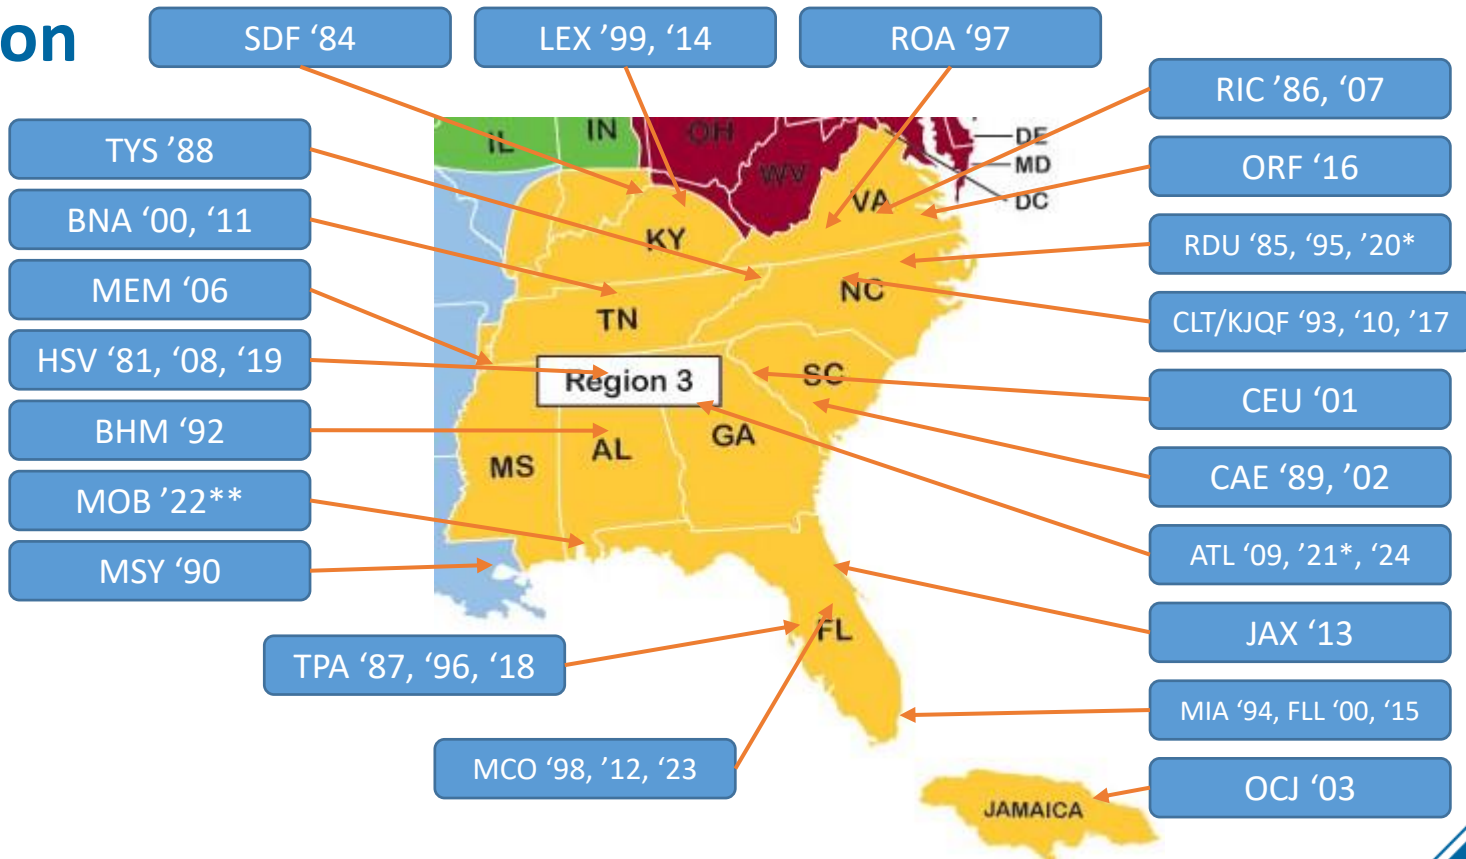 on
SDF ‘84
LEX ’99, ‘14
ROA ‘97
RIC ’86, ‘07
TYS ’88
ORF ‘16
BNA ‘00, ‘11
RDU ‘85, ‘95, ’20*
MEM ‘06
CLT/KJQF ‘93, ‘10, ‘17
HSV ‘81, ‘08, ‘19
CEU ‘01
BHM ‘92
CAE ‘89, ’02
MOB ’22**
ATL ‘09, ’21*, ‘24
MSY ‘90
JAX ‘13
TPA ‘87, ‘96, ‘18
MIA ‘94, FLL ‘00, ‘15
MCO ‘98, ’12, ‘23
OCJ ‘03
IL
IN
OH
WV
VA
DE
MD
DC
KY
NC
TN
Region 3
SC
GA
AL
MS
FL
JAMAICA